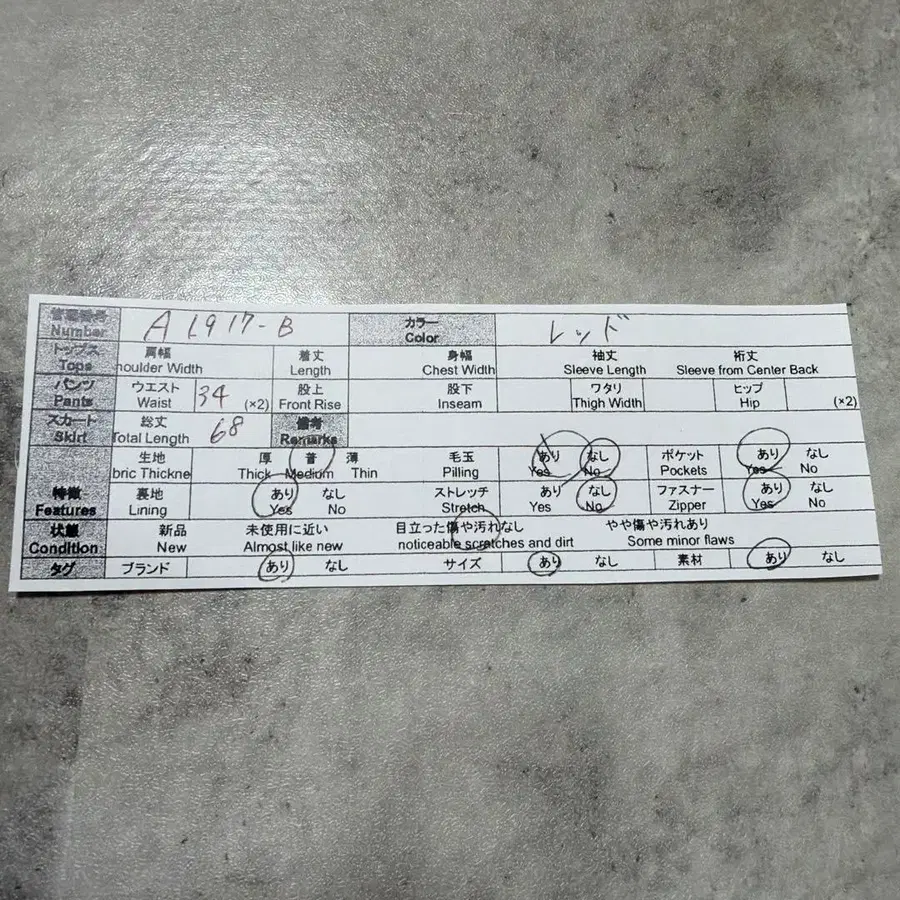 管理番号 A1917-B カラー レッド
Number Color
トップス 肩幅 着丈 身幅 袖丈 裄丈
Tops houlder Width Length Chest Width Sleeve Length Sleeve from Center Back
パンツ ウエスト 34 股上 股下 ワタリ ヒップ
Pants Waist (×2) Front Rise Inseam Thigh Width Hip (×2)
スカート 総丈 68 備考
Skirt Total Length Remarks
生地 厚 普 薄 毛玉 あり なし ポケット あり なし
bric Thickne Thick Medium Thin Pilling Yes No Pockets Yes No
特徴 裏地 あり なし ストレッチ あり なし ファスナー あり なし
Features Lining Yes No Stretch Yes No Zipper Yes No
状態 新品 未使用に近い 目立った傷や汚れなし やや傷や汚れあり
Condition New Almost like new noticeable scretches and dirt Some minor flaws
タグ ブランド あり なし サイズ あり なし 素材 あり なし